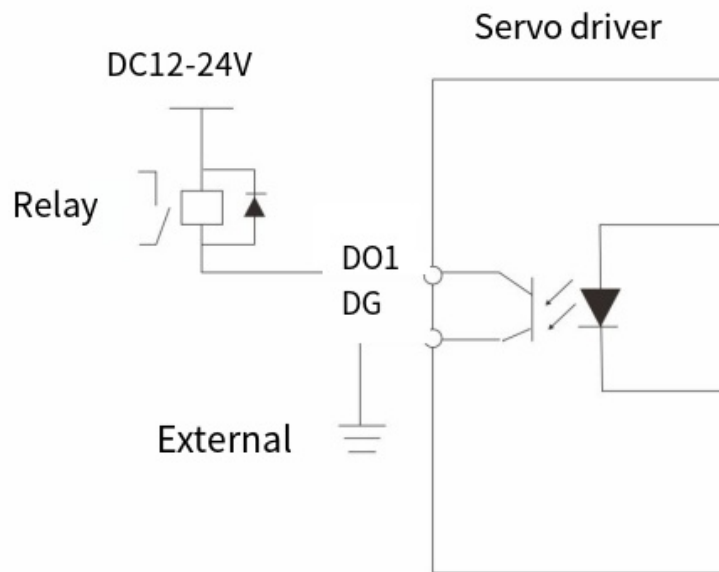 Servo driver
DC12-24V
Relay
DO1
DG
External